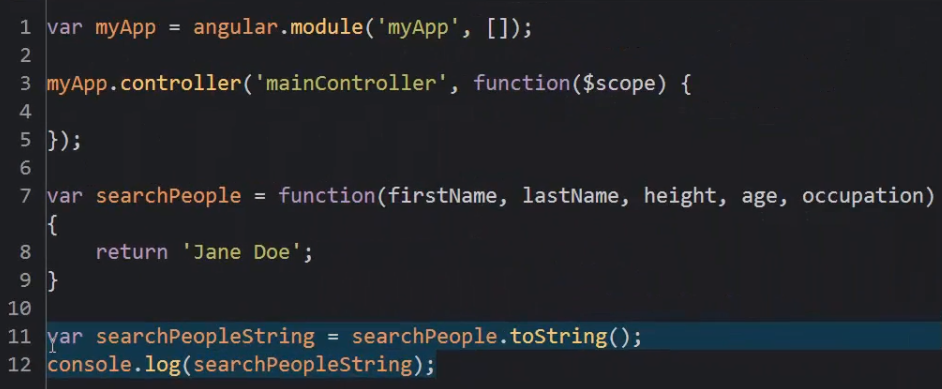 1 var myApp = angular.module('myApp', []);
2
3 myApp.controller('mainController', function($scope) {
4
5 });
6
7 var searchPeople = function(firstName, lastName, height, age, occupation)
{
8     return 'Jane Doe';
9 }
10
11 var searchPeopleString = searchPeople.toString();
12 console.log(searchPeopleString);